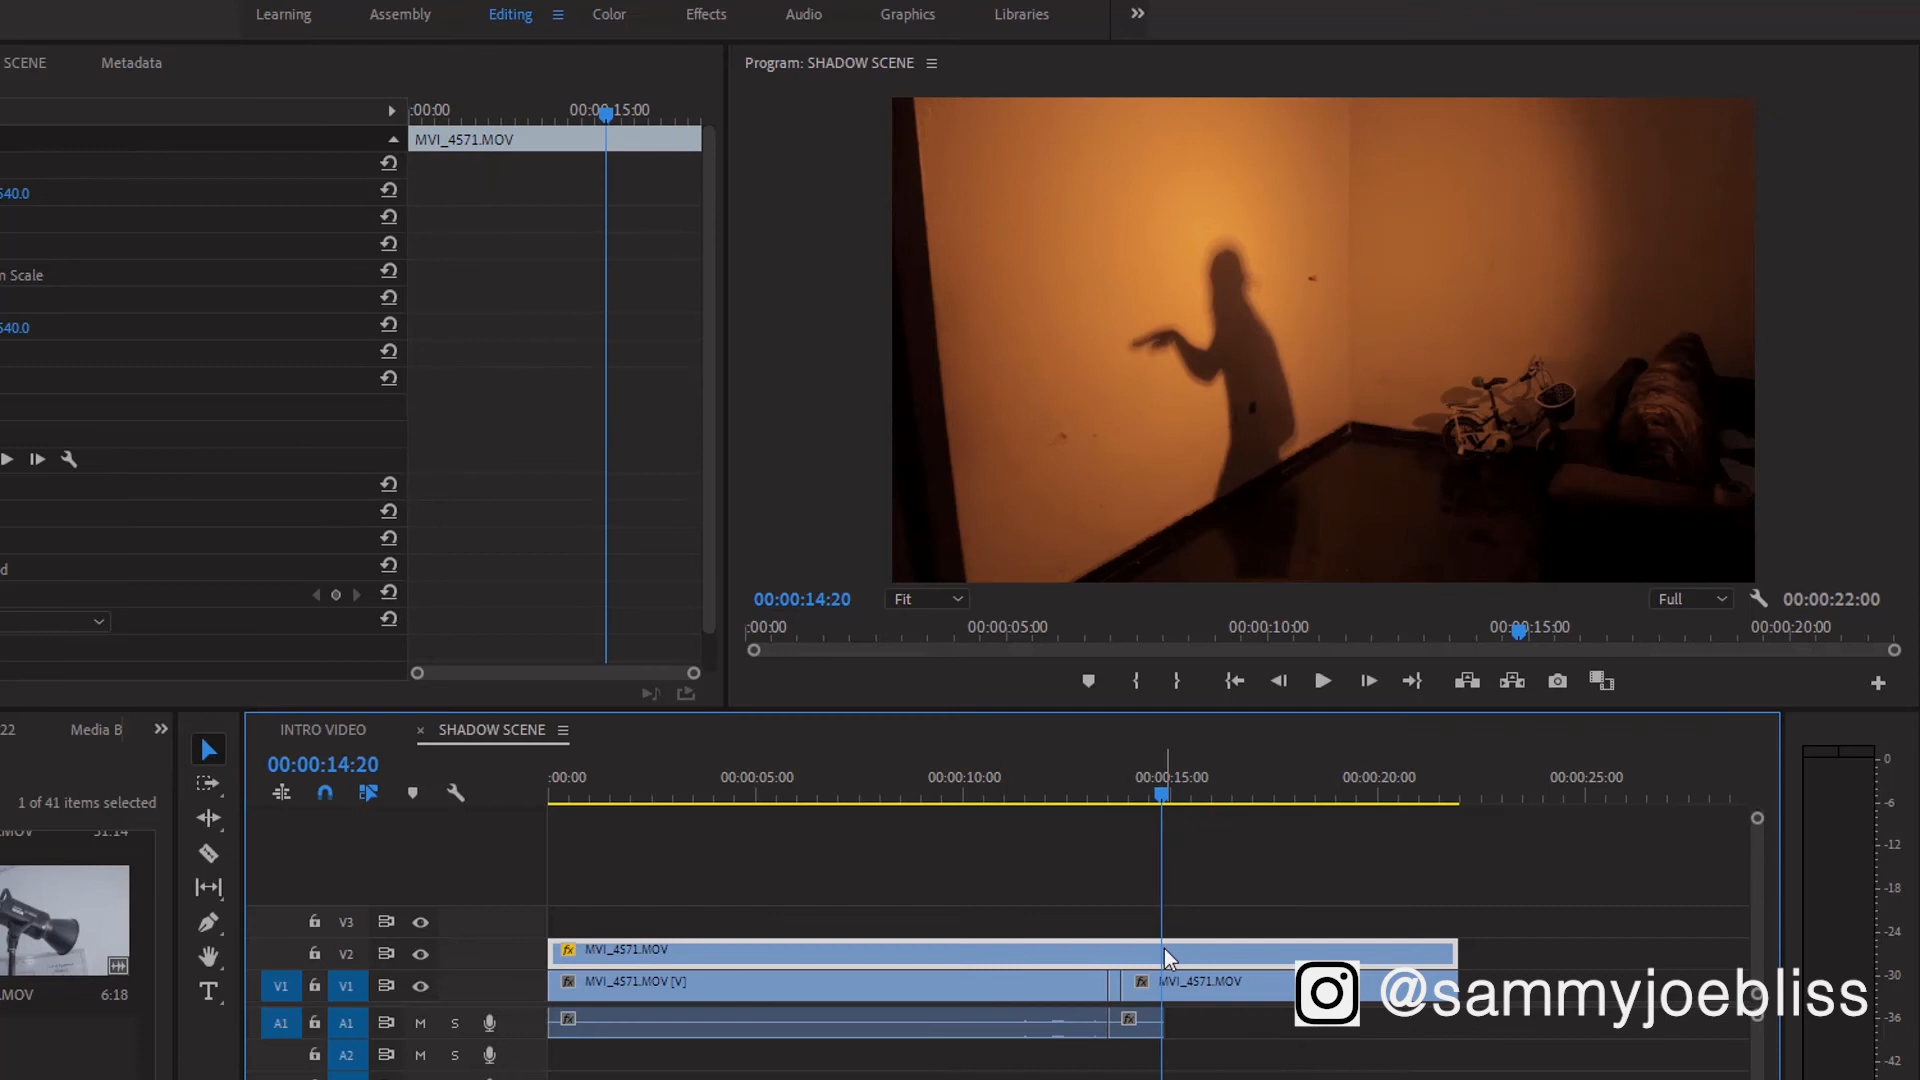 Learning Assembly Editing Color Effects Audio Graphics Libraries
SCENE Metadata
Program: SHADOW SCENE
:00:00 00:00:15:00
MVI_4571.MOV
540.0
n Scale
540.0
d
00:00:14:20 Fit Full 00:00:22:00
:00:00 00:00:05:00 00:00:10:00 00:00:15:00 00:00:20:00
22 Media B
INTRO VIDEO × SHADOW SCENE
00:00:14:20
:00:00 00:00:05:00 00:00:10:00 00:00:15:00 00:00:20:00 00:00:25:00
1 of 41 items selected
.MOV 31:14
.MOV 6:18
V3
V2 fx MVI_4571.MOV
V1 V1 fx MVI_4571.MOV [V] fx MVI_4571.MOV
A1 A1 M S fx fx
A2 M S
@sammyjoebliss
0
-6
-12
-18
-24
-30
-36
-42